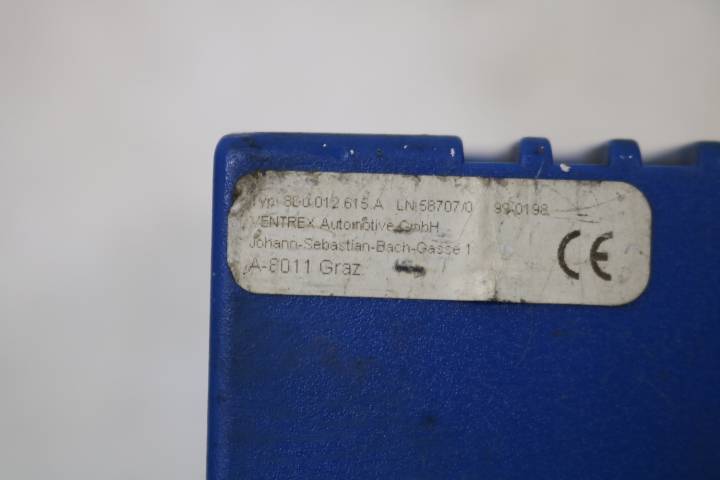 Typ: 8L0 012 615 A LN:58707/0 99-0198
VENTREX Automotive GmbH
Johann-Sebastian-Bach-Gasse 1
A-8011 Graz
CE